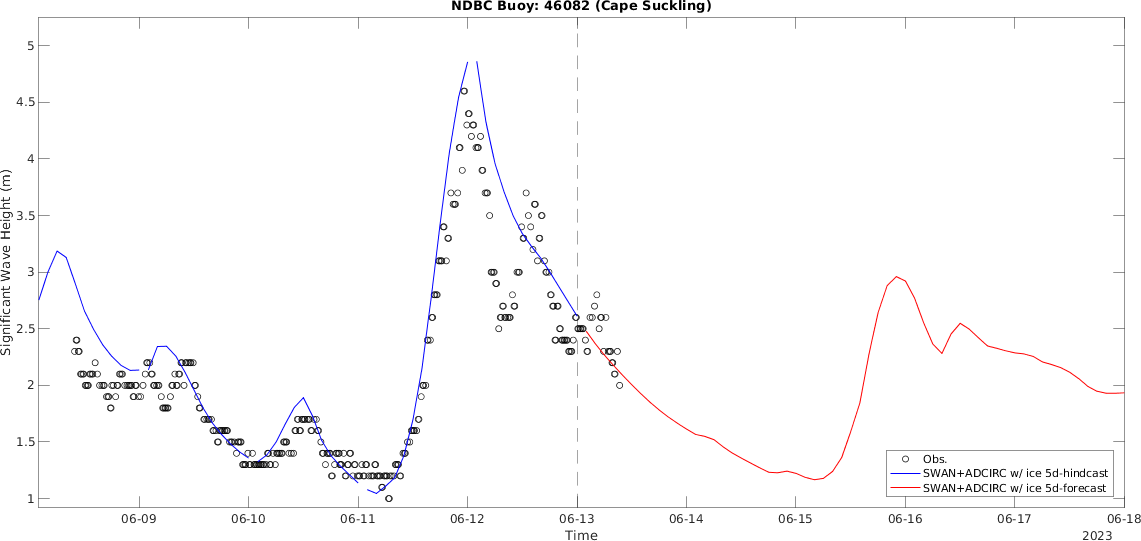 NDBC Buoy: 46082 (Cape Suckling)
Significant Wave Height (m)
5
4.5
4
3.5
3
2.5
2
1.5
1
Obs.
SWAN+ADCIRC w/ ice 5d-hindcast
SWAN+ADCIRC w/ ice 5d-forecast
06-09 06-10 06-11 06-12 06-13 06-14 06-15 06-16 06-17 06-18
Time
2023